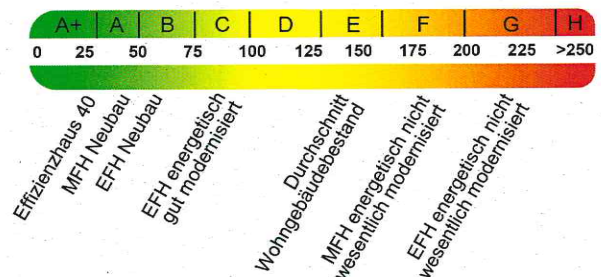 A+ A B C D E F G H
0 25 50 75 100 125 150 175 200 225 >250
Effizienzhaus 40
MFH Neubau
EFH Neubau
EFH energetisch
gut modernisiert
Durchschnitt
Wohngebäudebestand
MFH energetisch nicht
wesentlich modernisiert
EFH energetisch nicht
wesentlich modernisiert